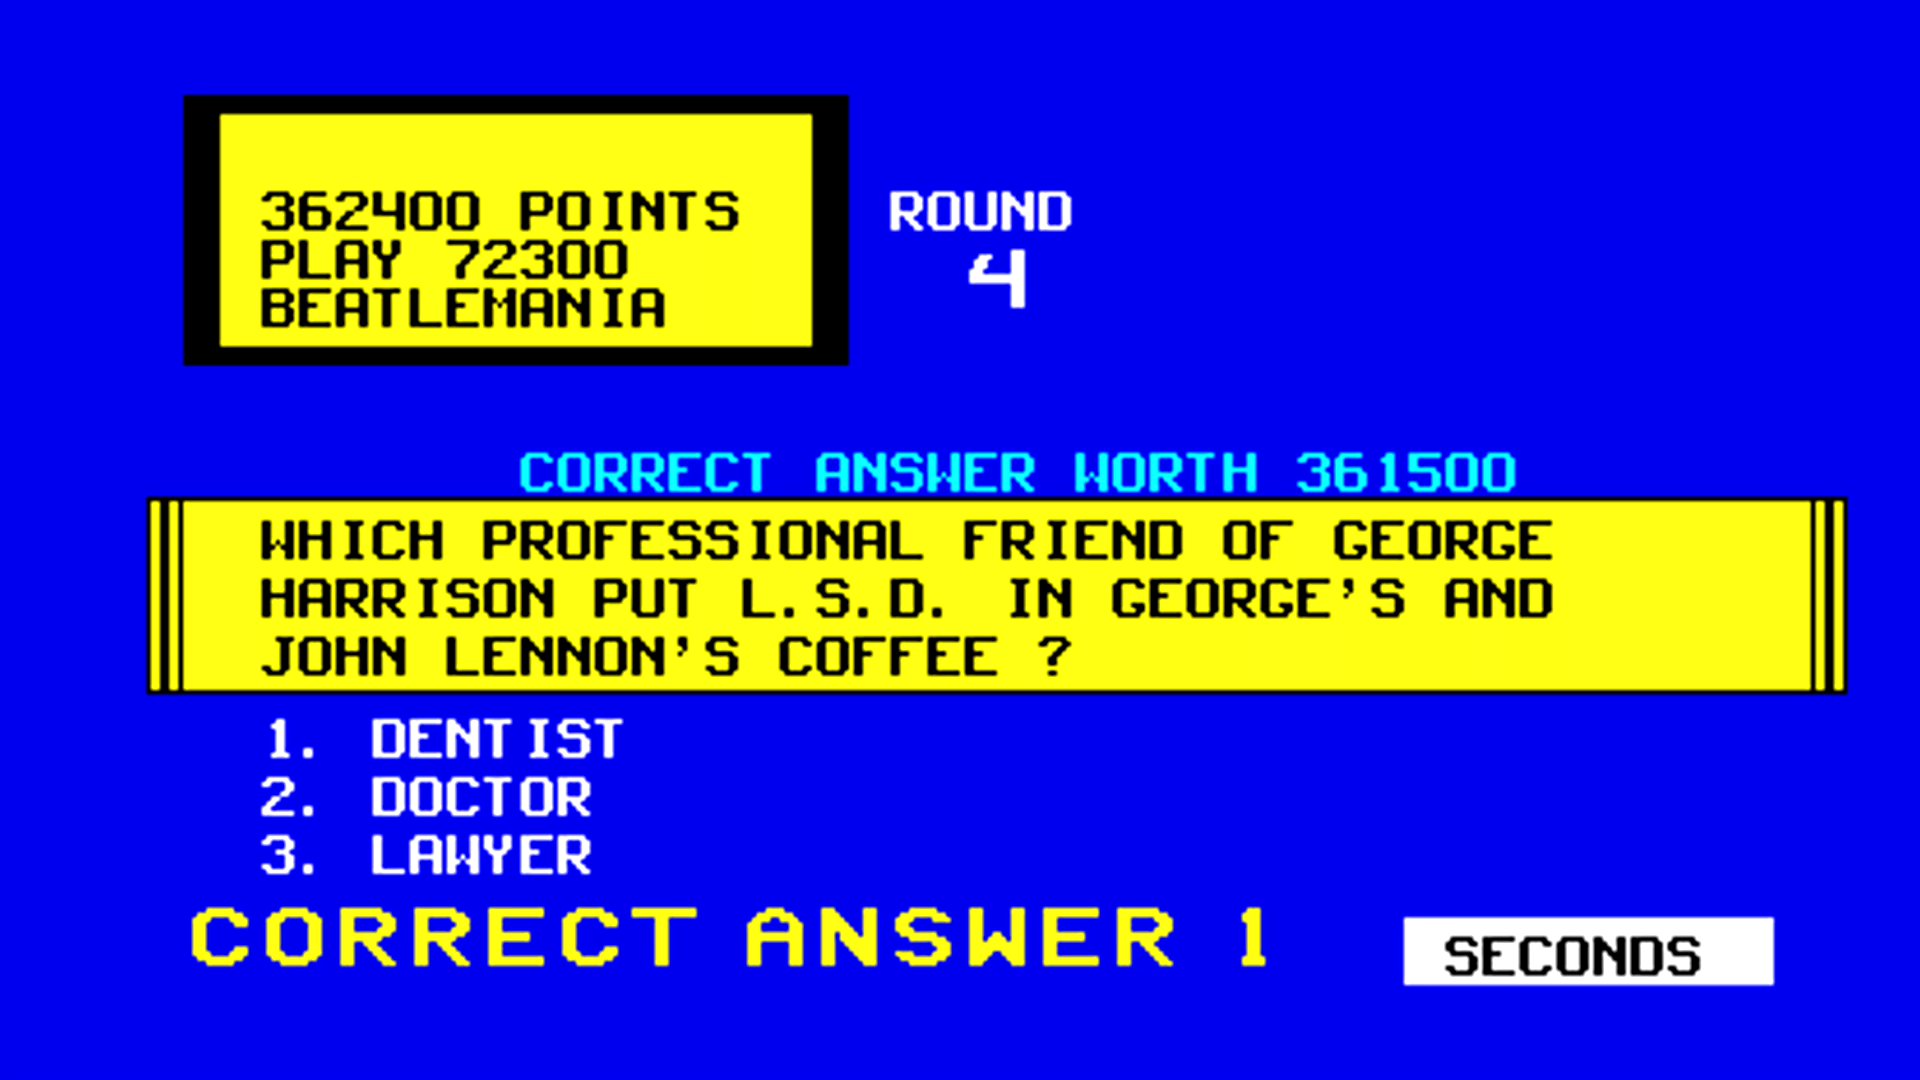 362400 POINTS
PLAY 72300
BEATLEMANIA
ROUND
4
CORRECT ANSWER WORTH 361500
WHICH PROFESSIONAL FRIEND OF GEORGE
HARRISON PUT L.S.D. IN GEORGE'S AND
JOHN LENNON'S COFFEE ?
1. DENTIST
2. DOCTOR
3. LAWYER
CORRECT ANSWER 1
SECONDS